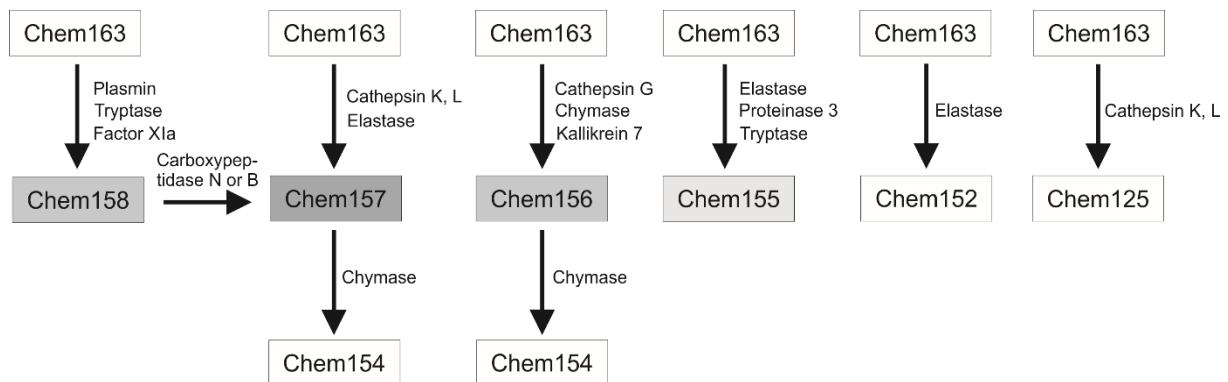 Chem163
Chem163
Chem163
Chem163
Chem163
Chem163
Plasmin
Tryptase
Factor XIa
Cathepsin K, L
Elastase
Cathepsin G
Chymase
Kallikrein 7
Elastase
Proteinase 3
Tryptase
Elastase
Cathepsin K, L
Carboxypep-
tidase N or B
Chem158
Chem157
Chem156
Chem155
Chem152
Chem125
Chymase
Chymase
Chem154
Chem154